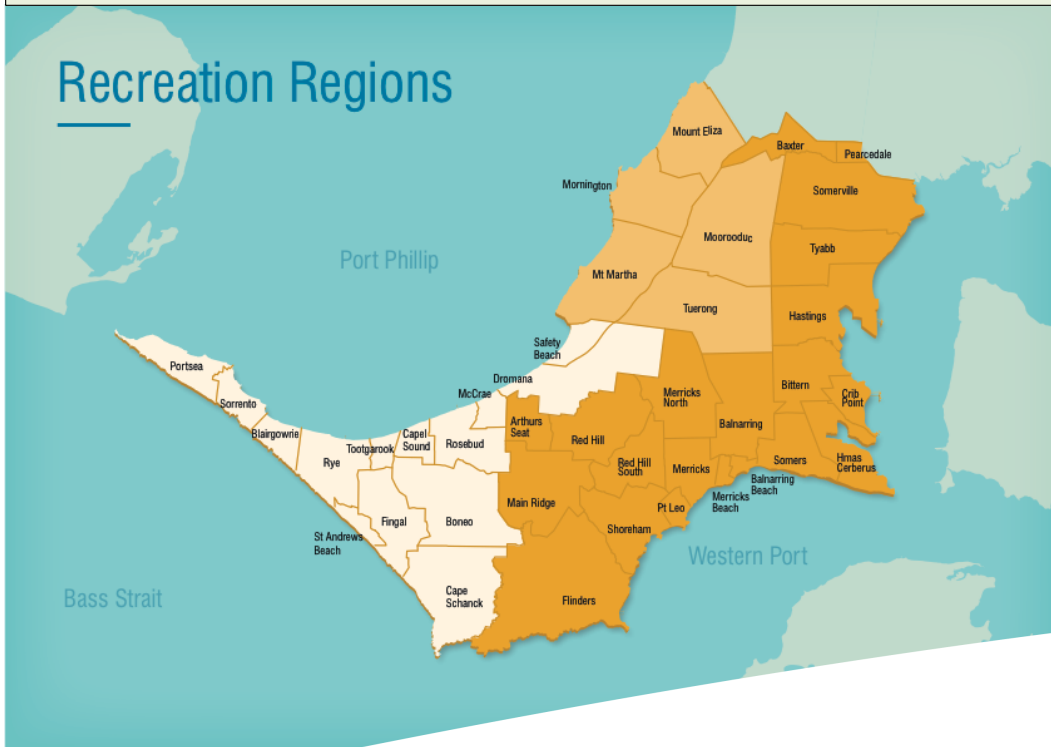 Recreation Regions
Mount Eliza
Baxter
Pearcedale
Mornington
Somerville
Moorooduc
Tyabb
Port Phillip
Mt Martha
Tuerong
Hastings
Safety
Beach
Portsea
Dromana
Bittern
McCrae
Merricks
North
Crib
Point
Sorrento
Arthurs
Seat
Balnarring
Blairgowrie
Capel
Sound
Rosebud
Red Hill
Tootgarook
Rye
Red Hill
South
Merricks
Somers
Hmas
Cerberus
Balnarring
Beach
Merricks
Beach
Main Ridge
Pt Leo
Fingal
Boneo
Shoreham
St Andrews
Beach
Western Port
Cape
Schanck
Flinders
Bass Strait